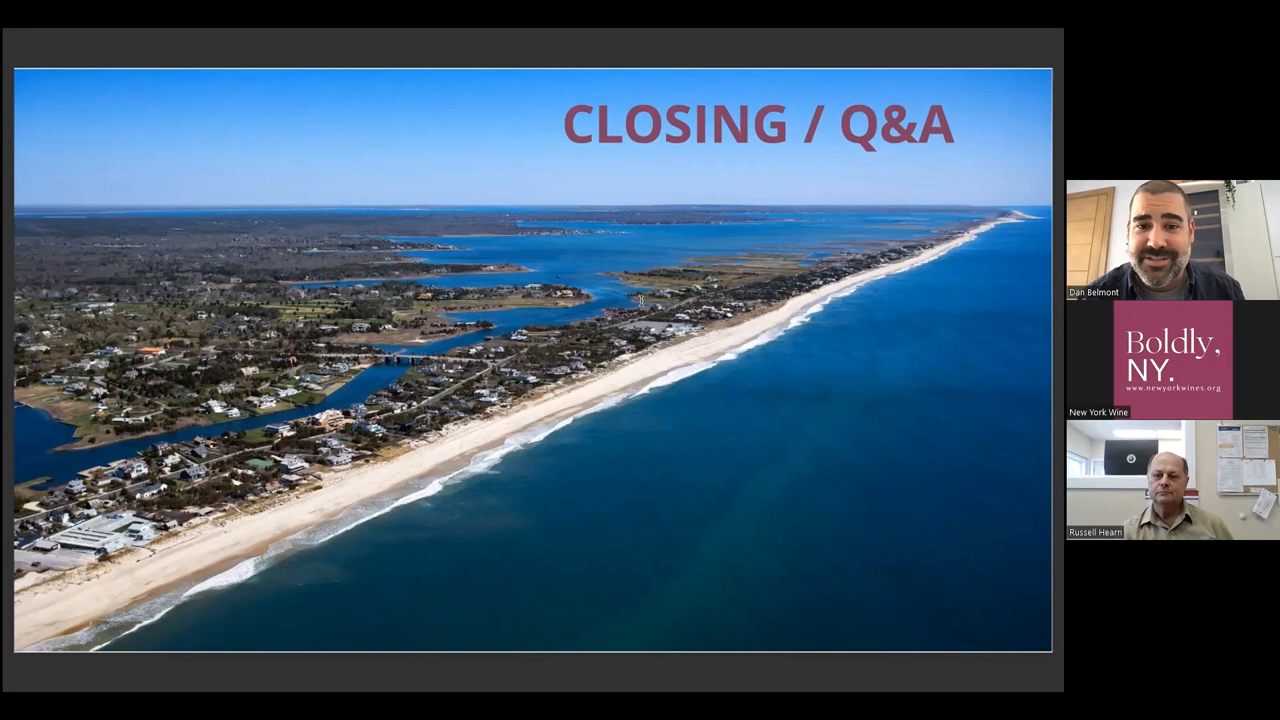 CLOSING / Q&A
Dan Belmont
Boldly,
NY.
www.newyorkwines.org
New York Wine
Russell Hearn